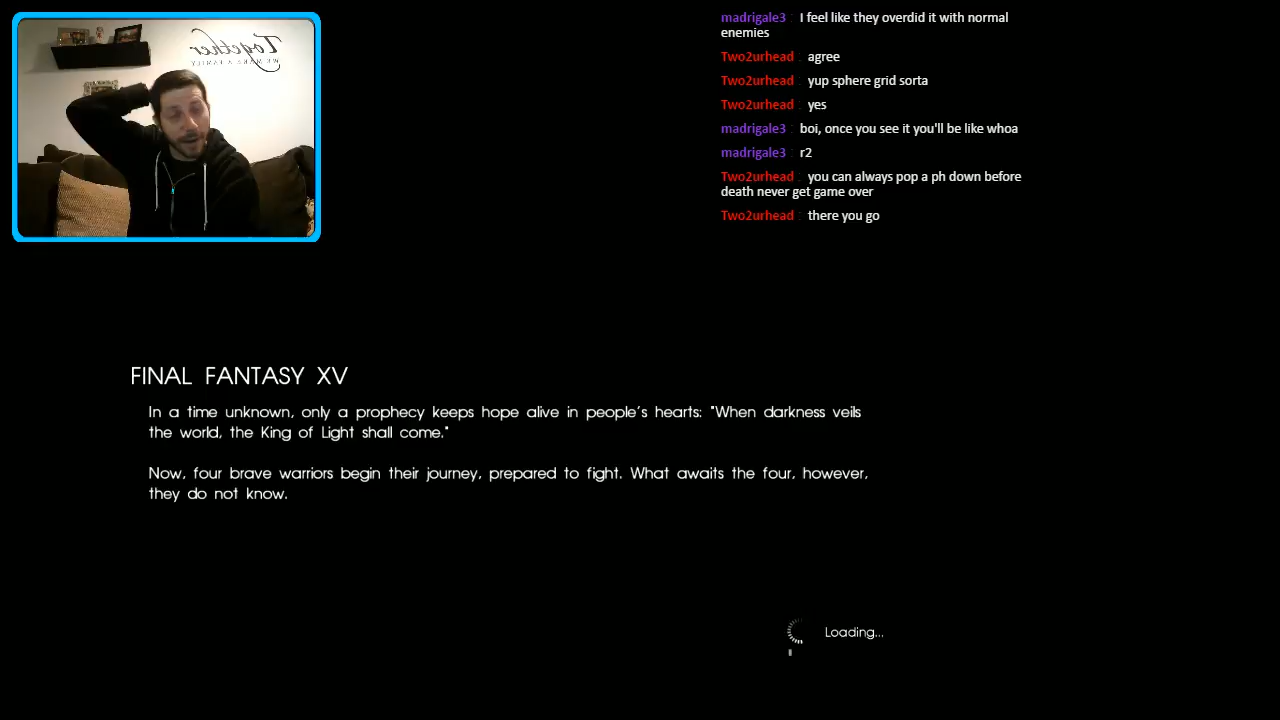 Together
WE MAKE A FAMILY
madrigale3 : I feel like they overdid it with normal
enemies
Two2urhead : agree
Two2urhead : yup sphere grid sorta
Two2urhead : yes
madrigale3 : boi, once you see it you'll be like whoa
madrigale3 : r2
Two2urhead : you can always pop a ph down before
death never get game over
Two2urhead : there you go
FINAL FANTASY XV
In a time unknown, only a prophecy keeps hope alive in people's hearts: "When darkness veils
the world, the King of Light shall come."
Now, four brave warriors begin their journey, prepared to fight. What awaits the four, however,
they do not know.
Loading...